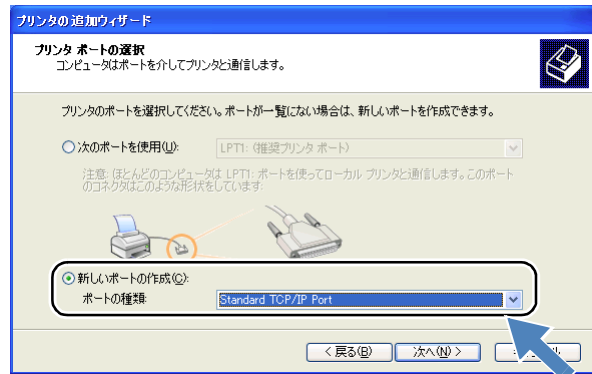 プリンタの追加ウィザード
プリンタ ポートの選択
コンピュータはポートを介してプリンタと通信します。
プリンタのポートを選択してください。ポートが一覧にない場合は、新しいポートを作成できます。
次のポートを使用(U):
LPT1: (推奨プリンタ ポート)
注意: ほとんどのコンピュータは LPT1: ポートを使ってローカル プリンタと通信します。このポート
のコネクタはこのような形状をしています:
新しいポートの作成(C):
ポートの種類:
Standard TCP/IP Port
< 戻る(B)
次へ(N) >